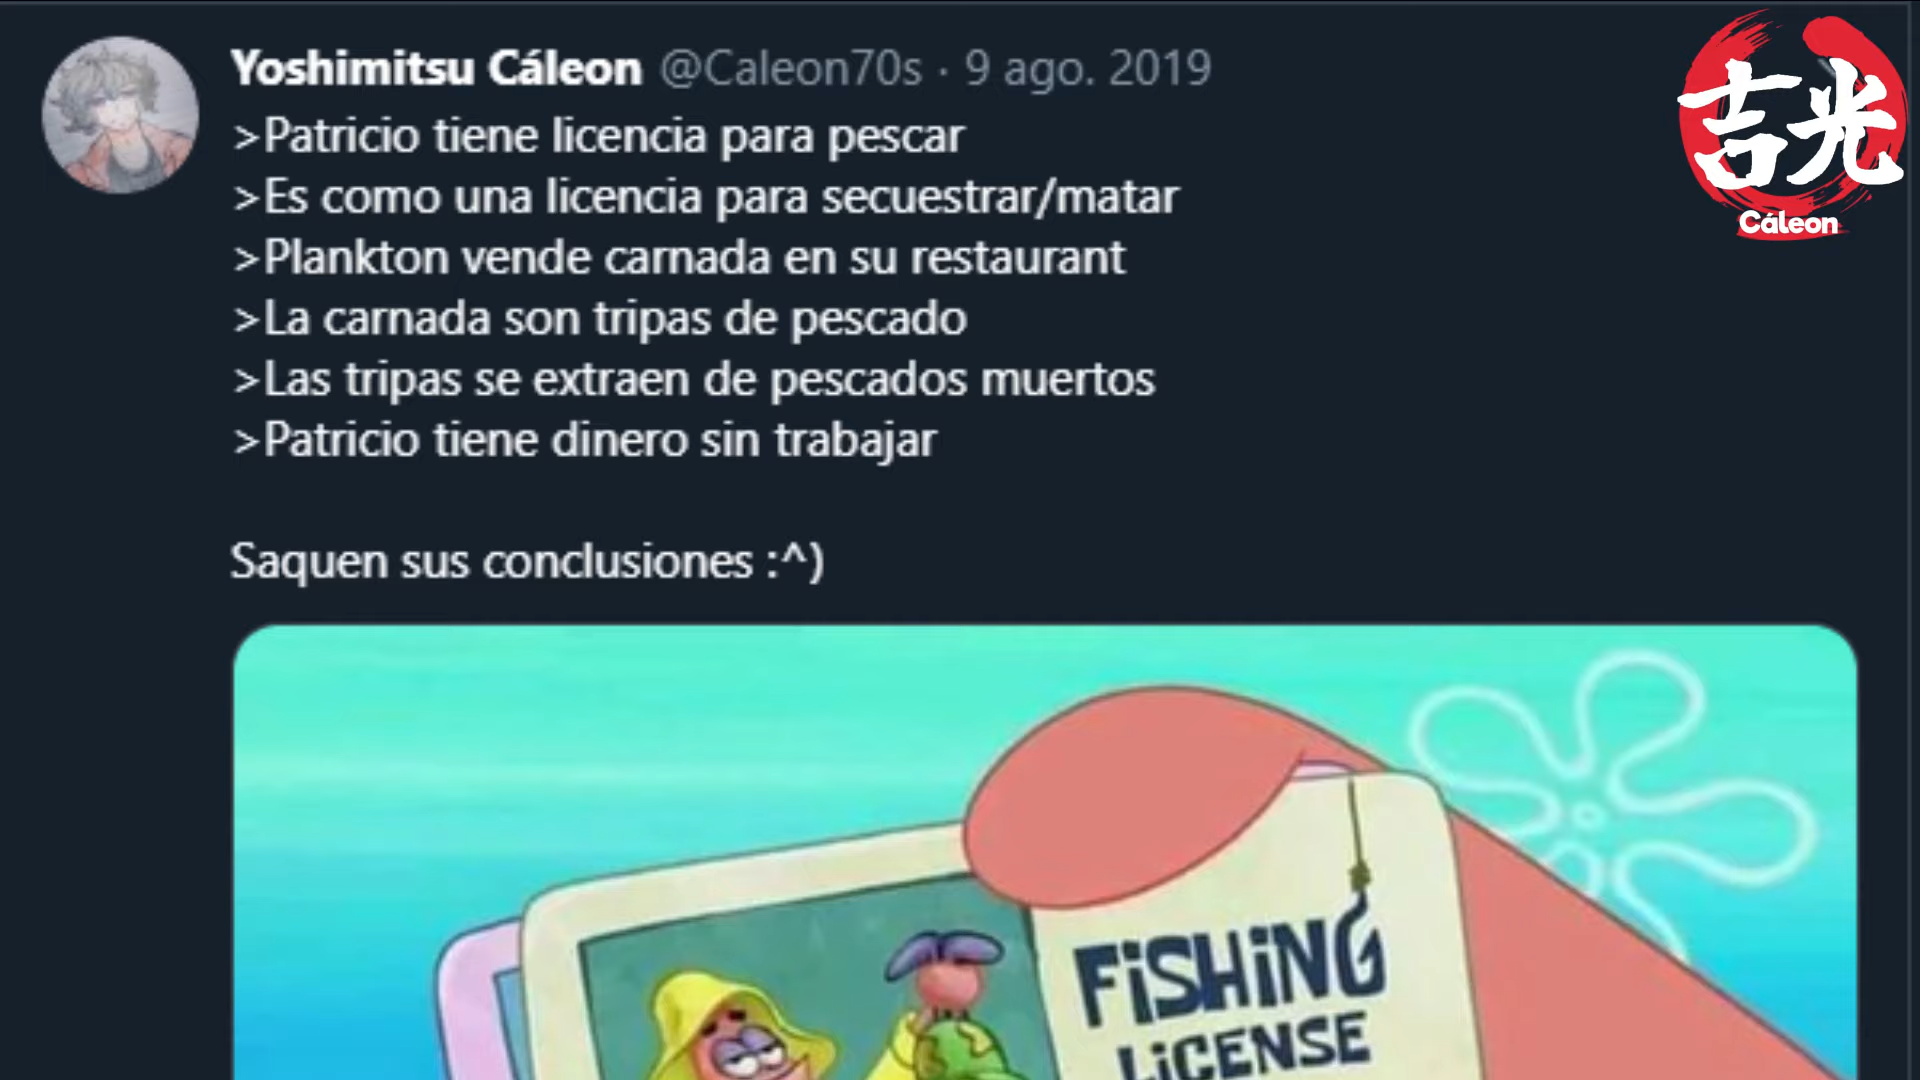 Yoshimitsu Cáleon @Caleon70s · 9 ago. 2019
>Patricio tiene licencia para pescar
>Es como una licencia para secuestrar/matar
>Plankton vende carnada en su restaurant
>La carnada son tripas de pescado
>Las tripas se extraen de pescados muertos
>Patricio tiene dinero sin trabajar
Saquen sus conclusiones :^)
吉光
Cáleon
FiSHiNG
LiCENSE